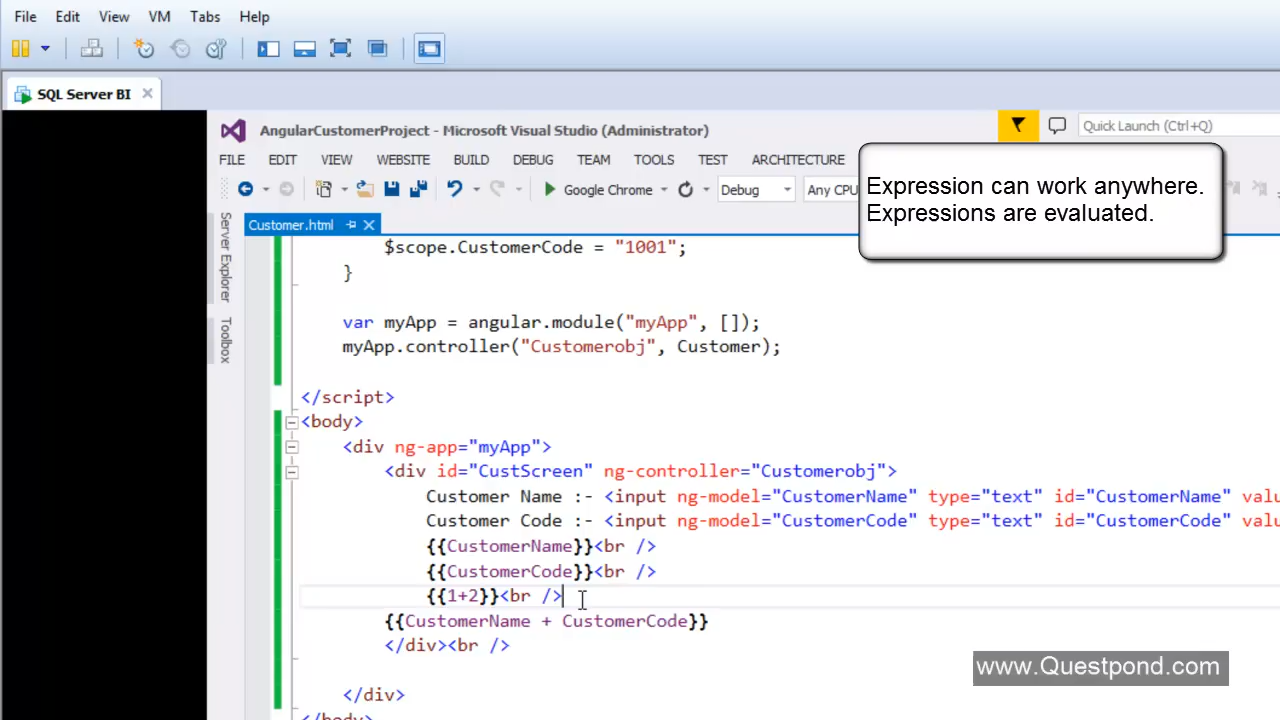 File Edit View VM Tabs Help
SQL Server BI
AngularCustomerProject - Microsoft Visual Studio (Administrator)
Quick Launch (Ctrl+Q)
FILE EDIT VIEW WEBSITE BUILD DEBUG TEAM TOOLS TEST ARCHITECTURE
Google Chrome Debug Any CPU
Expression can work anywhere.
Expressions are evaluated.
Server Explorer
Toolbox
Customer.html
$scope.CustomerCode = "1001";
}
var myApp = angular.module("myApp", []);
myApp.controller("Customerobj", Customer);
</script>
<body>
<div ng-app="myApp">
<div id="CustScreen" ng-controller="Customerobj">
Customer Name :- <input ng-model="CustomerName" type="text" id="CustomerName" valu
Customer Code :- <input ng-model="CustomerCode" type="text" id="CustomerCode" valu
{{CustomerName}}<br />
{{CustomerCode}}<br />
{{1+2}}<br />
{{CustomerName + CustomerCode}}
</div><br />
</div>
</body>
www.Questpond.com